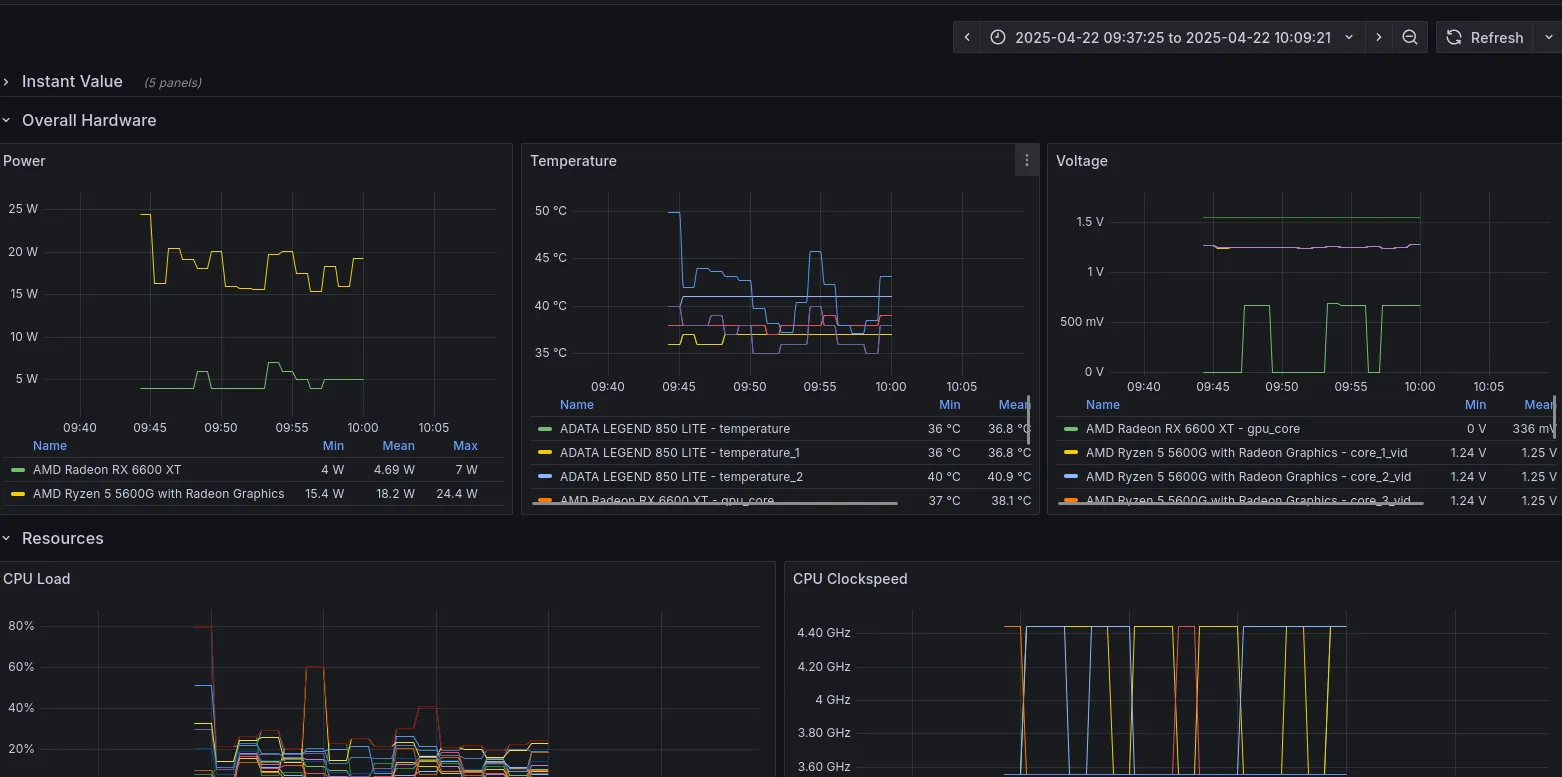 2025-04-22 09:37:25 to 2025-04-22 10:09:21 Refresh
Instant Value (5 panels)
Overall Hardware
Power
25 W
20 W
15 W
10 W
5 W
09:40 09:45 09:50 09:55 10:00 10:05
Name Min Mean Max
AMD Radeon RX 6600 XT 4 W 4.69 W 7 W
AMD Ryzen 5 5600G with Radeon Graphics 15.4 W 18.2 W 24.4 W
Temperature
50 °C
45 °C
40 °C
35 °C
09:40 09:45 09:50 09:55 10:00 10:05
Name Min Mean
ADATA LEGEND 850 LITE - temperature 36 °C 36.8 °C
ADATA LEGEND 850 LITE - temperature_1 36 °C 36.8 °C
ADATA LEGEND 850 LITE - temperature_2 40 °C 40.9 °C
AMD Radeon RX 6600 XT - gpu_core 37 °C 38.1 °C
Voltage
1.5 V
1 V
500 mV
0 V
09:40 09:45 09:50 09:55 10:00 10:05
Name Min Mean
AMD Radeon RX 6600 XT - gpu_core 0 V 336 mV
AMD Ryzen 5 5600G with Radeon Graphics - core_1_vid 1.24 V 1.25 V
AMD Ryzen 5 5600G with Radeon Graphics - core_2_vid 1.24 V 1.25 V
AMD Ryzen 5 5600G with Radeon Graphics - core_3_vid 1.24 V 1.25 V
Resources
CPU Load
80%
60%
40%
20%
CPU Clockspeed
4.40 GHz
4.20 GHz
4 GHz
3.80 GHz
3.60 GHz